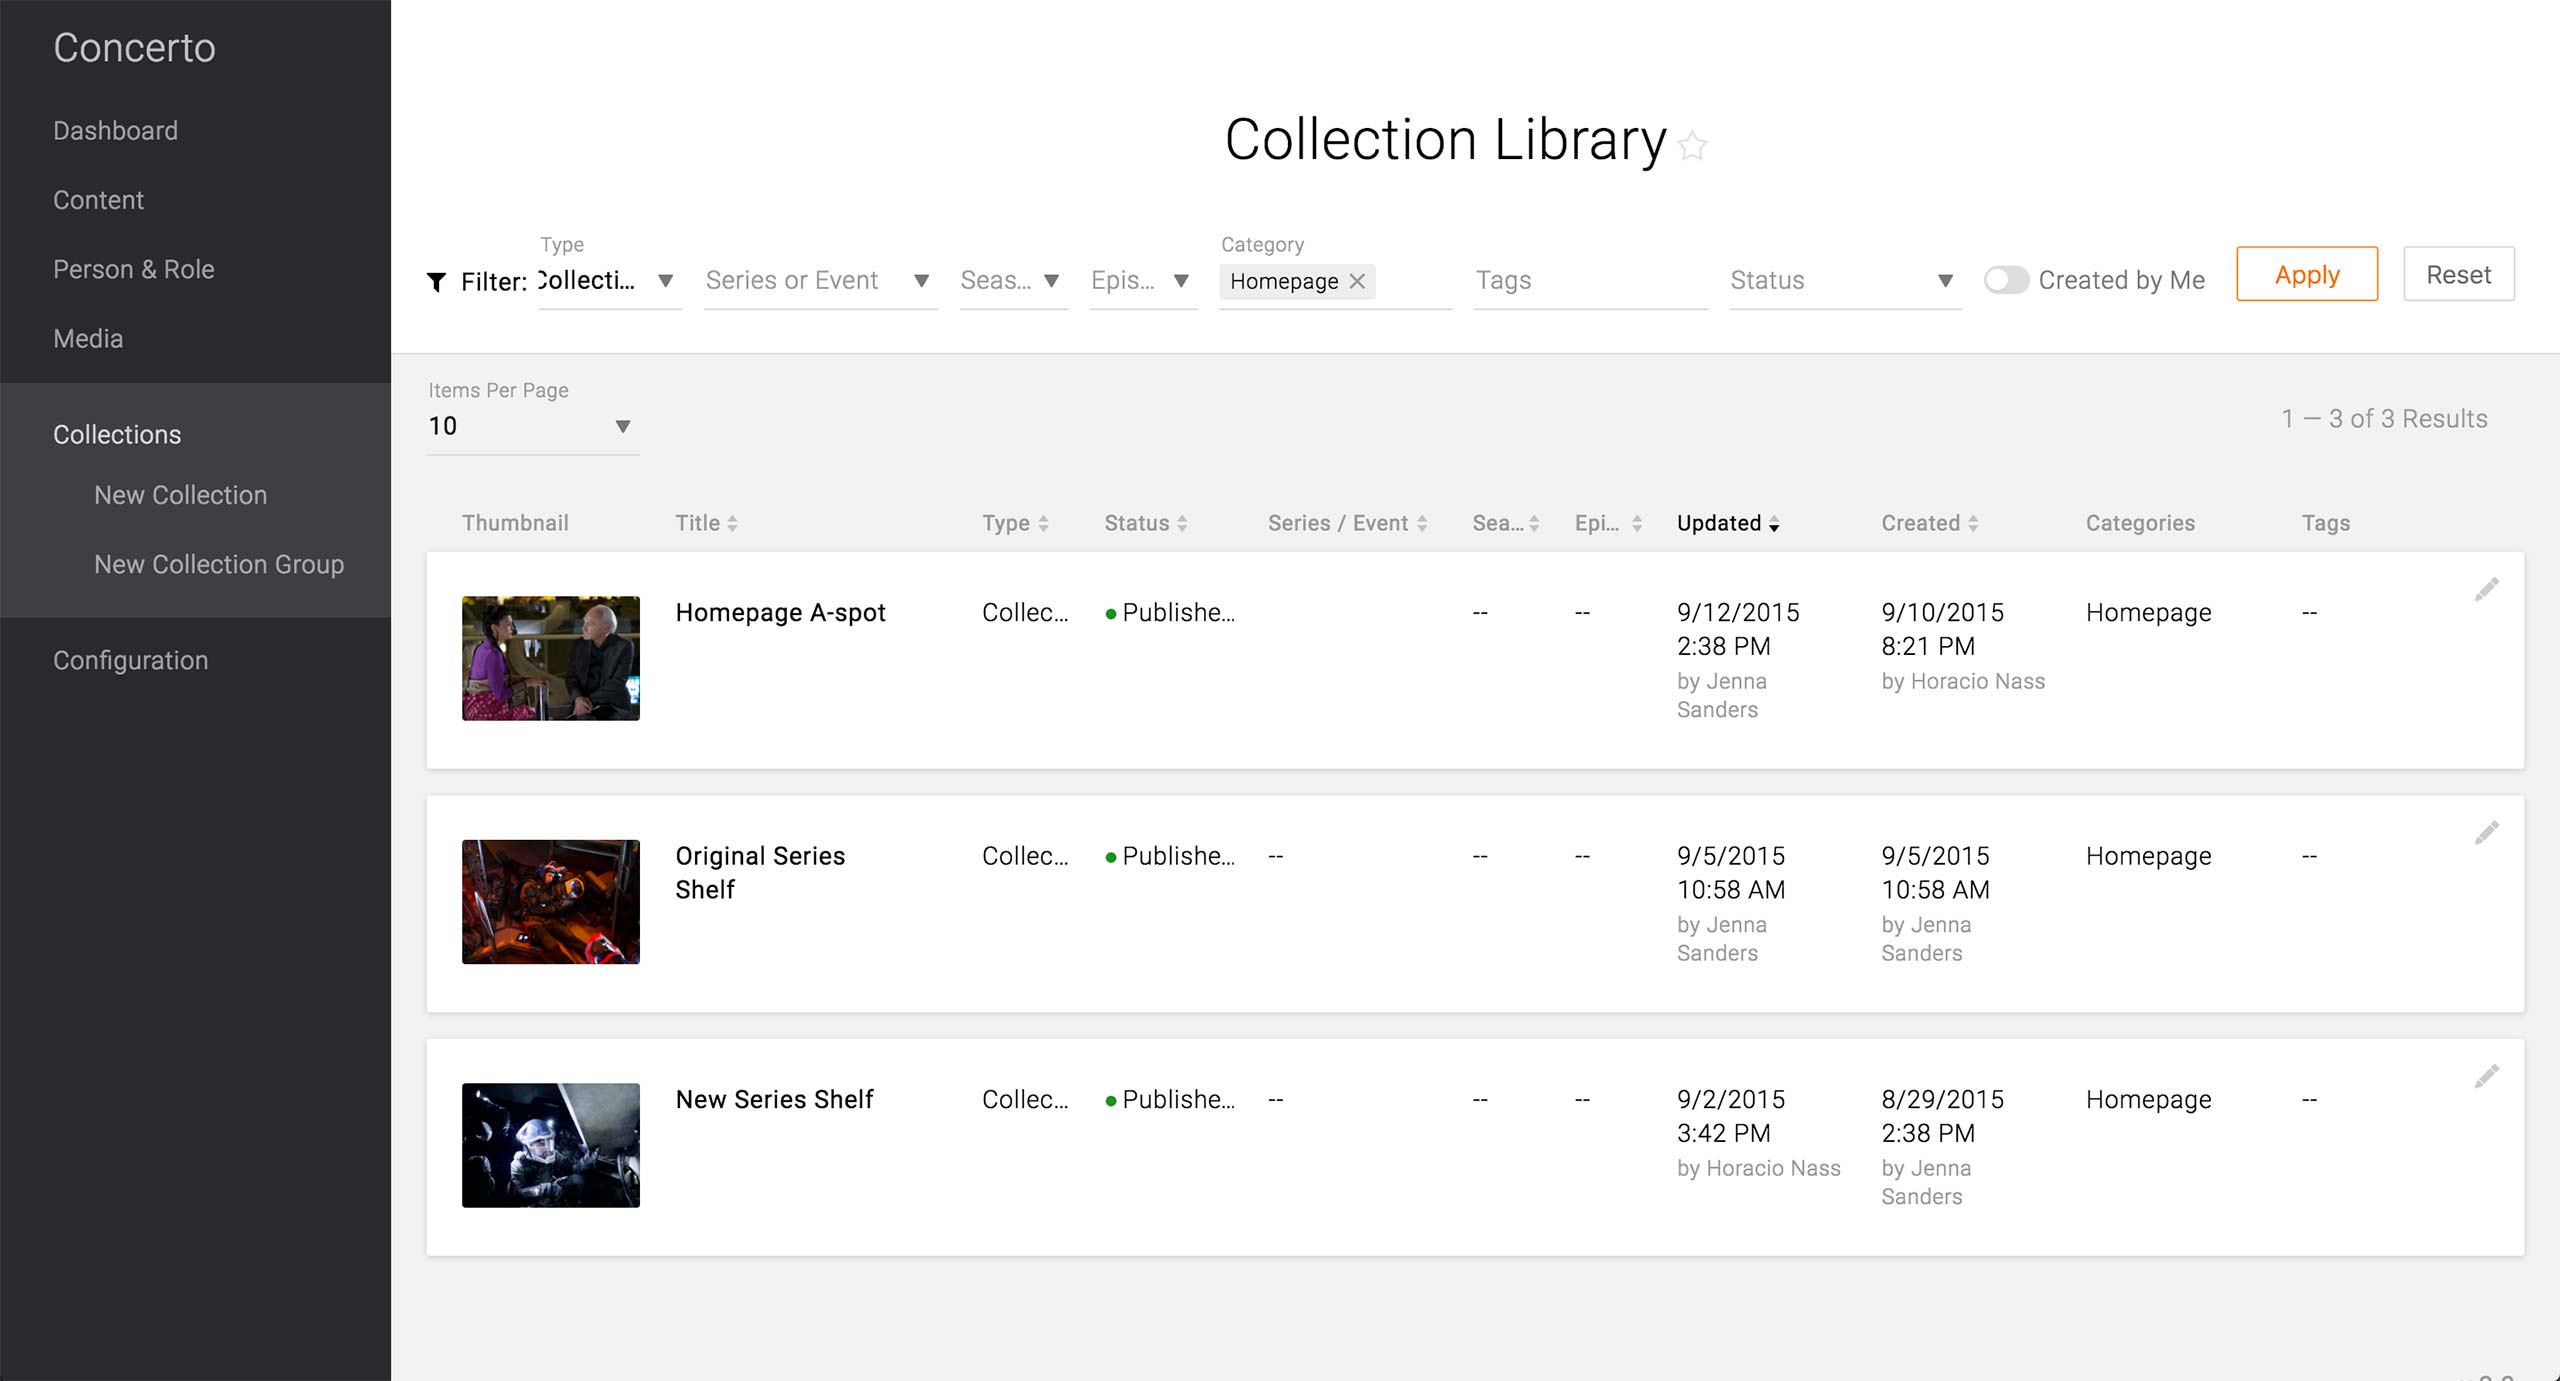 Concerto
Dashboard
Content
Person & Role
Media
Collections
New Collection
New Collection Group
Configuration
Collection Library
Type
Category
Filter:
Collecti...
Series or Event
Seas...
Epis...
Homepage
Tags
Status
Created by Me
Apply
Reset
Items Per Page
10
1 — 3 of 3 Results
Thumbnail
Title
Type
Status
Series / Event
Sea...
Epi...
Updated
Created
Categories
Tags
Homepage A-spot
Collec...
Publishe...
--
--
9/12/2015
2:38 PM
by Jenna
Sanders
9/10/2015
8:21 PM
by Horacio Nass
Homepage
--
Original Series
Shelf
Collec...
Publishe...
--
--
--
9/5/2015
10:58 AM
by Jenna
Sanders
9/5/2015
10:58 AM
by Jenna
Sanders
Homepage
--
New Series Shelf
Collec...
Publishe...
--
--
--
9/2/2015
3:42 PM
by Horacio Nass
8/29/2015
2:38 PM
by Jenna
Sanders
Homepage
--